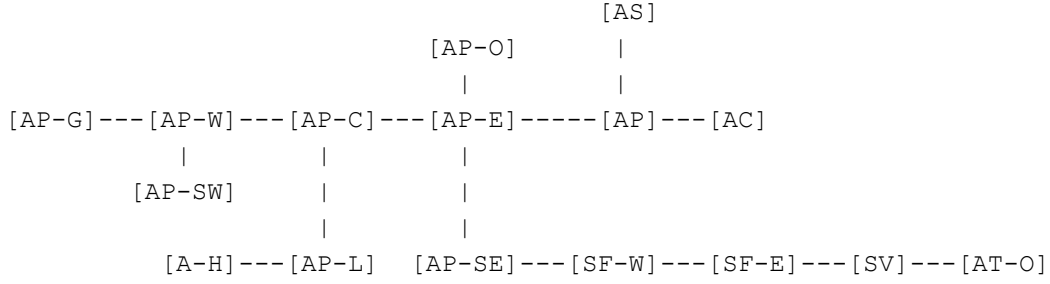 [AS]
[AP-O] |
| |
[AP-G]---[AP-W]---[AP-C]---[AP-E]-----[AP]---[AC]
| | |
[AP-SW] | |
| |
[A-H]---[AP-L] [AP-SE]---[SF-W]---[SF-E]---[SV]---[AT-O]